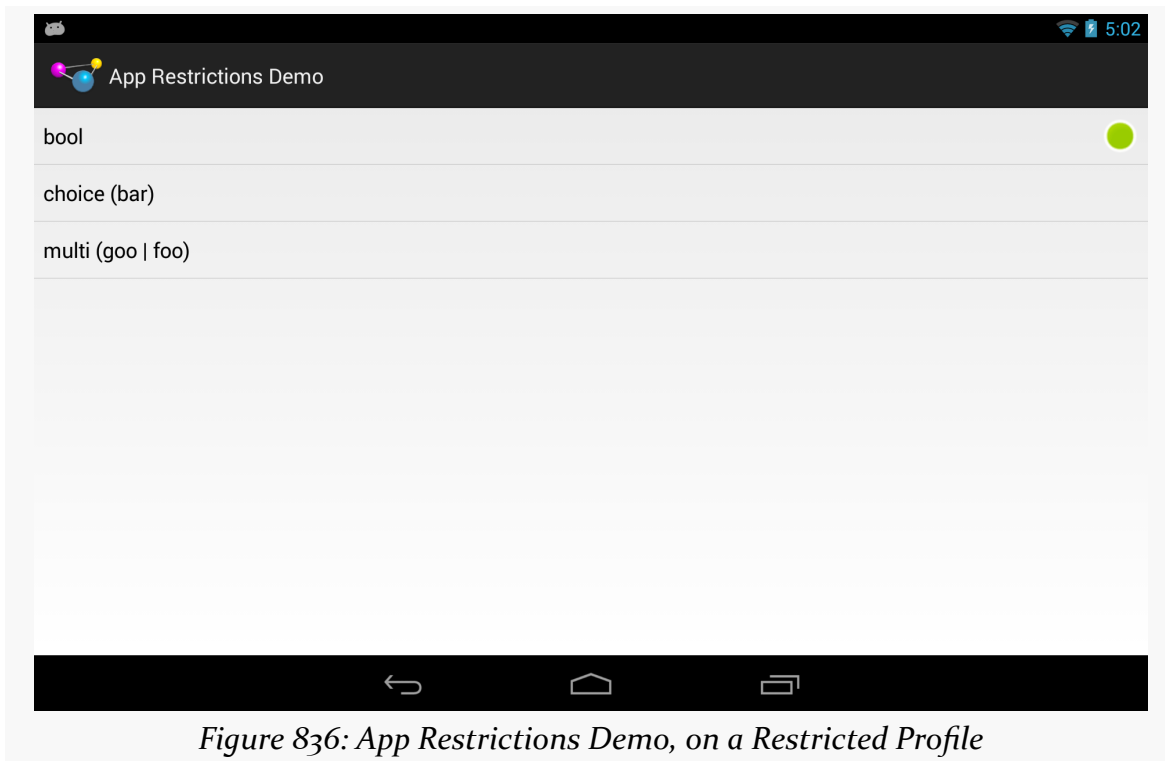 5:02
App Restrictions Demo
bool
choice (bar)
multi (goo | foo)
Figure 836: App Restrictions Demo, on a Restricted Profile